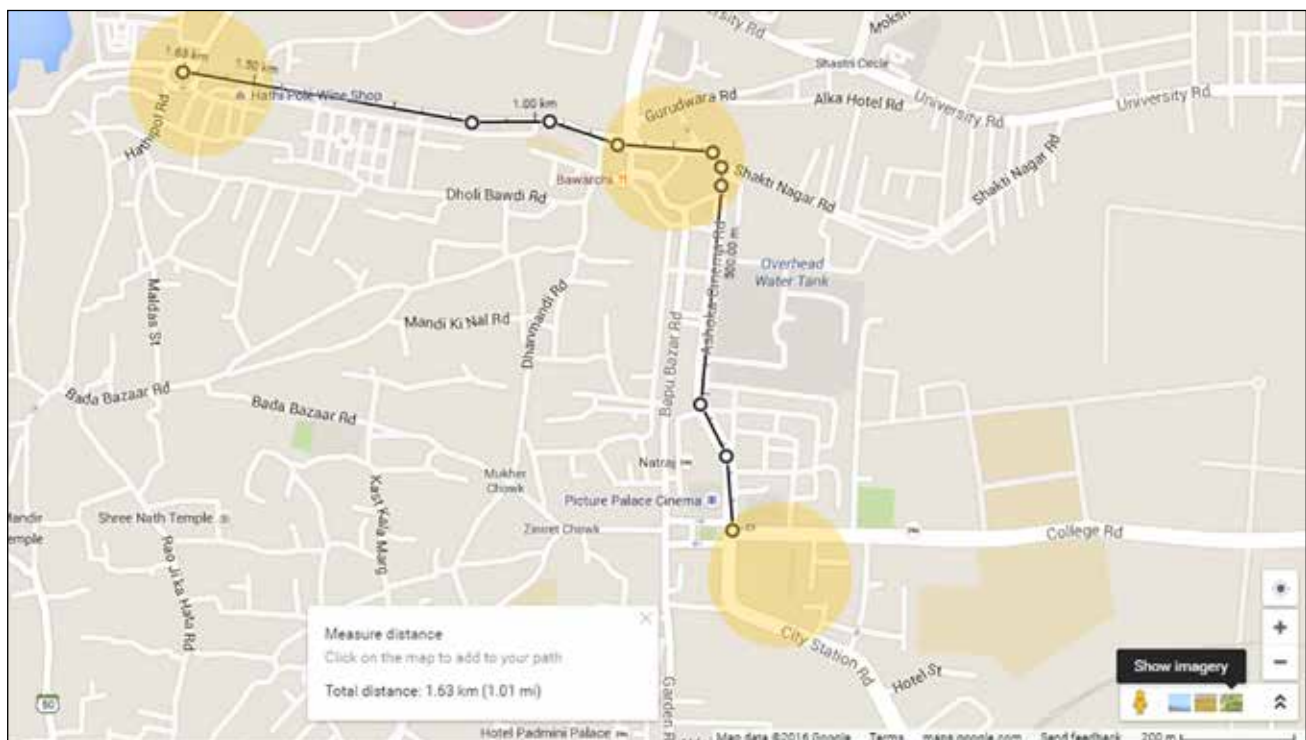 University Rd
Moksh
Shastri Circle
1.63 km
1.50 km
Hathi Pole Wine Shop
1.00 km
Gurudwara Rd
Alka Hotel Rd
University Rd
University Rd
Hathipol Rd
Shakti Nagar Rd
Shakti Nagar Rd
Bawarchi
Dholi Bawdi Rd
Ashoka Cinema Rd
500.00 m
Overhead
Water Tank
Maldas St
Mandi Ki Nal Rd
Dhanmandi Rd
Bapu Bazar Rd
Bada Bazaar Rd
Bada Bazaar Rd
Natraj
Mukher
Chowk
Kast Kala Marg
Picture Palace Cinema
Mandir
Temple
Shree Nath Temple
Zimret Chowk
College Rd
Rao Ji Ka Hata Rd
Measure distance
Click on the map to add to your path
Total distance: 1.63 km (1.01 mi)
City Station Rd
Hotel St
Show imagery
Garden R
Hotel Padmini Palace
Map data ©2016 Google Terms maps.google.com Send feedback 200 m